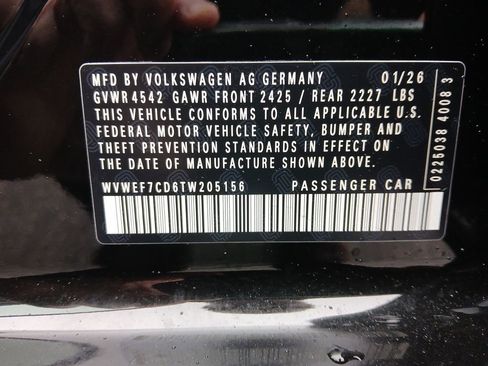 MFD BY VOLKSWAGEN AG GERMANY 01/26
GVWR 4542 GAWR FRONT 2425 / REAR 2227 LBS
THIS VEHICLE CONFORMS TO ALL APPLICABLE U.S.
FEDERAL MOTOR VEHICLE SAFETY, BUMPER AND
THEFT PREVENTION STANDARDS IN EFFECT ON THE
DATE OF MANUFACTURE SHOWN ABOVE.
WVWEF7CD6TW205156 PASSENGER CAR
0225038 4008 3